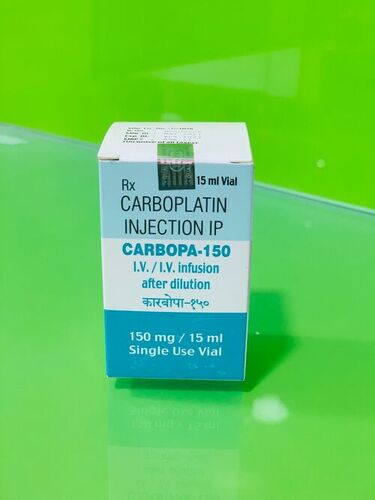 15 ml Vial
Rx
CARBOPLATIN
INJECTION IP
CARBOPA-150
I.V. / I.V. infusion
after dilution
कारबोपा-१५०
150 mg / 15 ml
Single Use Vial